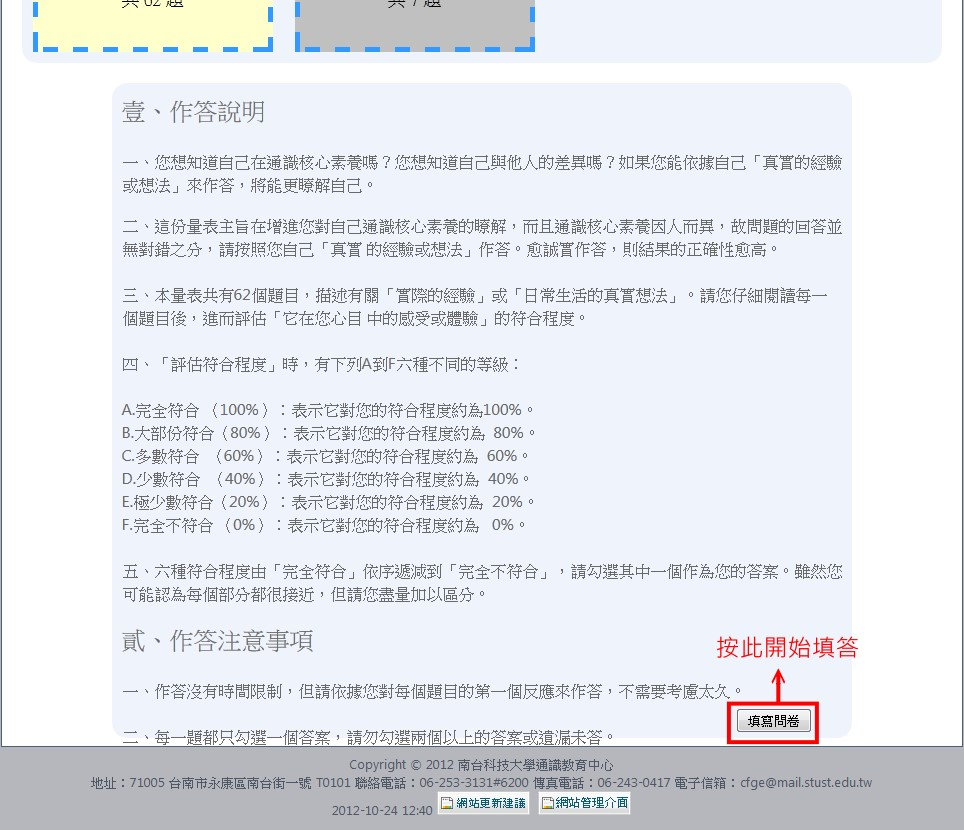 共 62 題
共 7 題
壹、作答說明
一、您想知道自己在通識核心素養嗎？您想知道自己與他人的差異嗎？如果您能依據自己「真實的經驗
或想法」來作答，將能更瞭解自己。
二、這份量表主旨在增進您對自己通識核心素養的瞭解，而且通識核心素養因人而異，故問題的回答並
無對錯之分，請按照您自己「真實 的經驗或想法」作答。愈誠實作答，則結果的正確性愈高。
三、本量表共有62個題目，描述有關「實際的經驗」或「日常生活的真實想法」。請您仔細閱讀每一
個題目後，進而評估「它在您心目 中的感受或體驗」的符合程度。
四、「評估符合程度」時，有下列A到F六種不同的等級：
A.完全符合 （100%）：表示它對您的符合程度約為100%。
B.大部份符合（80%）：表示它對您的符合程度約為 80%。
C.多數符合 （60%）：表示它對您的符合程度約為 60%。
D.少數符合 （40%）：表示它對您的符合程度約為 40%。
E.極少數符合（20%）：表示它對您的符合程度約為 20%。
F.完全不符合（0%）：表示它對您的符合程度約為 0%。
五、六種符合程度由「完全符合」依序遞減到「完全不符合」，請勾選其中一個作為您的答案。雖然您
可能認為每個部分都很接近，但請您盡量加以區分。
貳、作答注意事項
按此開始填答
一、作答沒有時間限制，但請依據您對每個題目的第一個反應來作答，不需要考慮太久。
填寫問卷
二、每一題都只勾選一個答案，請勿勾選兩個以上的答案或遺漏未答。
Copyright © 2012 南台科技大學通識教育中心
地址：71005 台南市永康區南台街一號 T0101 聯絡電話：06-253-3131#6200 傳真電話：06-243-0417 電子信箱：cfge@mail.stust.edu.tw
2012-10-24 12:40 網站更新建議 網站管理介面